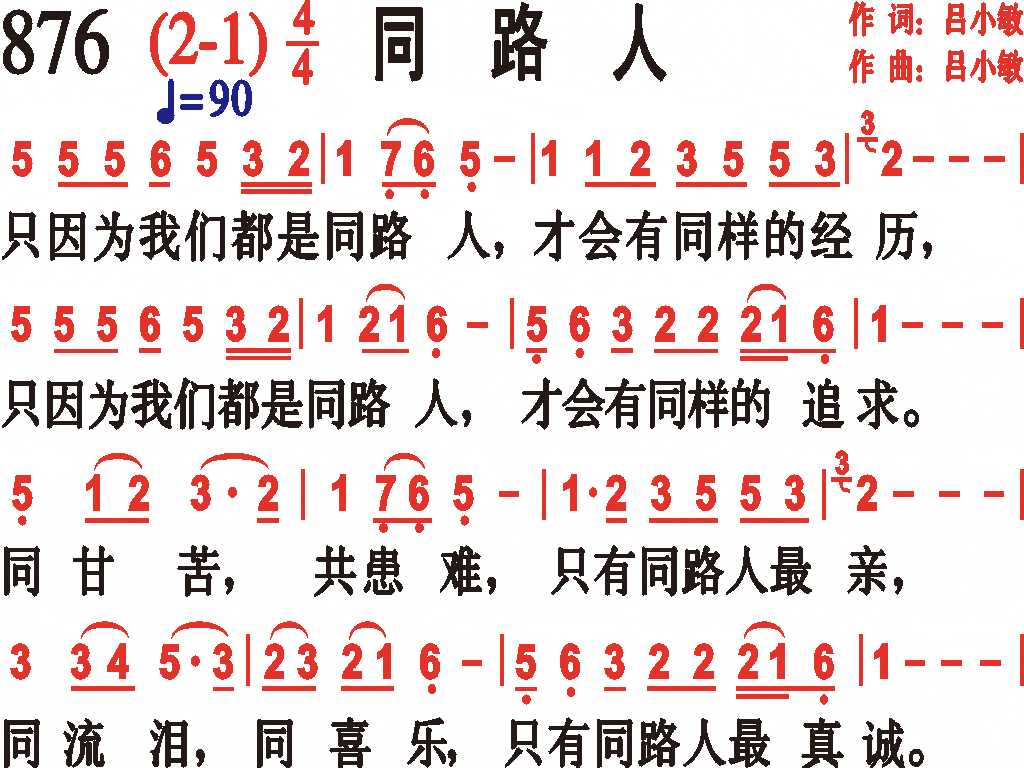 876 (2-1) 4/4 同路人 作词：吕小敏
♩=90 作曲：吕小敏
5 5 5 6 5 3 2 | 1 7 6 5 – | 1 1 2 3 5 5 3 | 3 2 – – – |
只因为我们都是同路 人，才会有同样的经 历，
5 5 5 6 5 3 2 | 1 2 1 6 – | 5 6 3 2 2 2 1 6 | 1 – – – |
只因为我们都是同路 人， 才会有同样的 追 求。
5 1 2 3 · 2 | 1 7 6 5 – | 1 · 2 3 5 5 3 | 3 2 – – – |
同 甘 苦， 共患 难， 只有同路人最 亲，
3 3 4 5 · 3 | 2 3 2 1 6 – | 5 6 3 2 2 2 1 6 | 1 – – – |
同 流 泪， 同 喜 乐， 只有同路人最 真 诚。